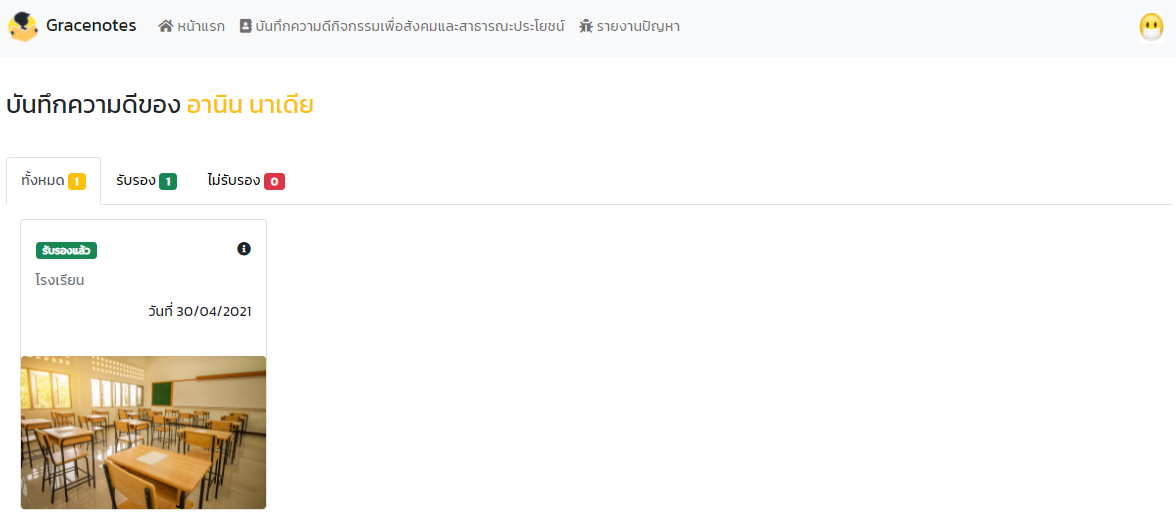 Gracenotes หน้าแรก บันทึกความดีกิจกรรมเพื่อสังคมและสาธารณะประโยชน์ รายงานปัญหา
บันทึกความดีของ อานิน นาเดีย
ทั้งหมด 1 รับรอง 1 ไม่รับรอง 0
รับรองแล้ว
โรงเรียน
วันที่ 30/04/2021